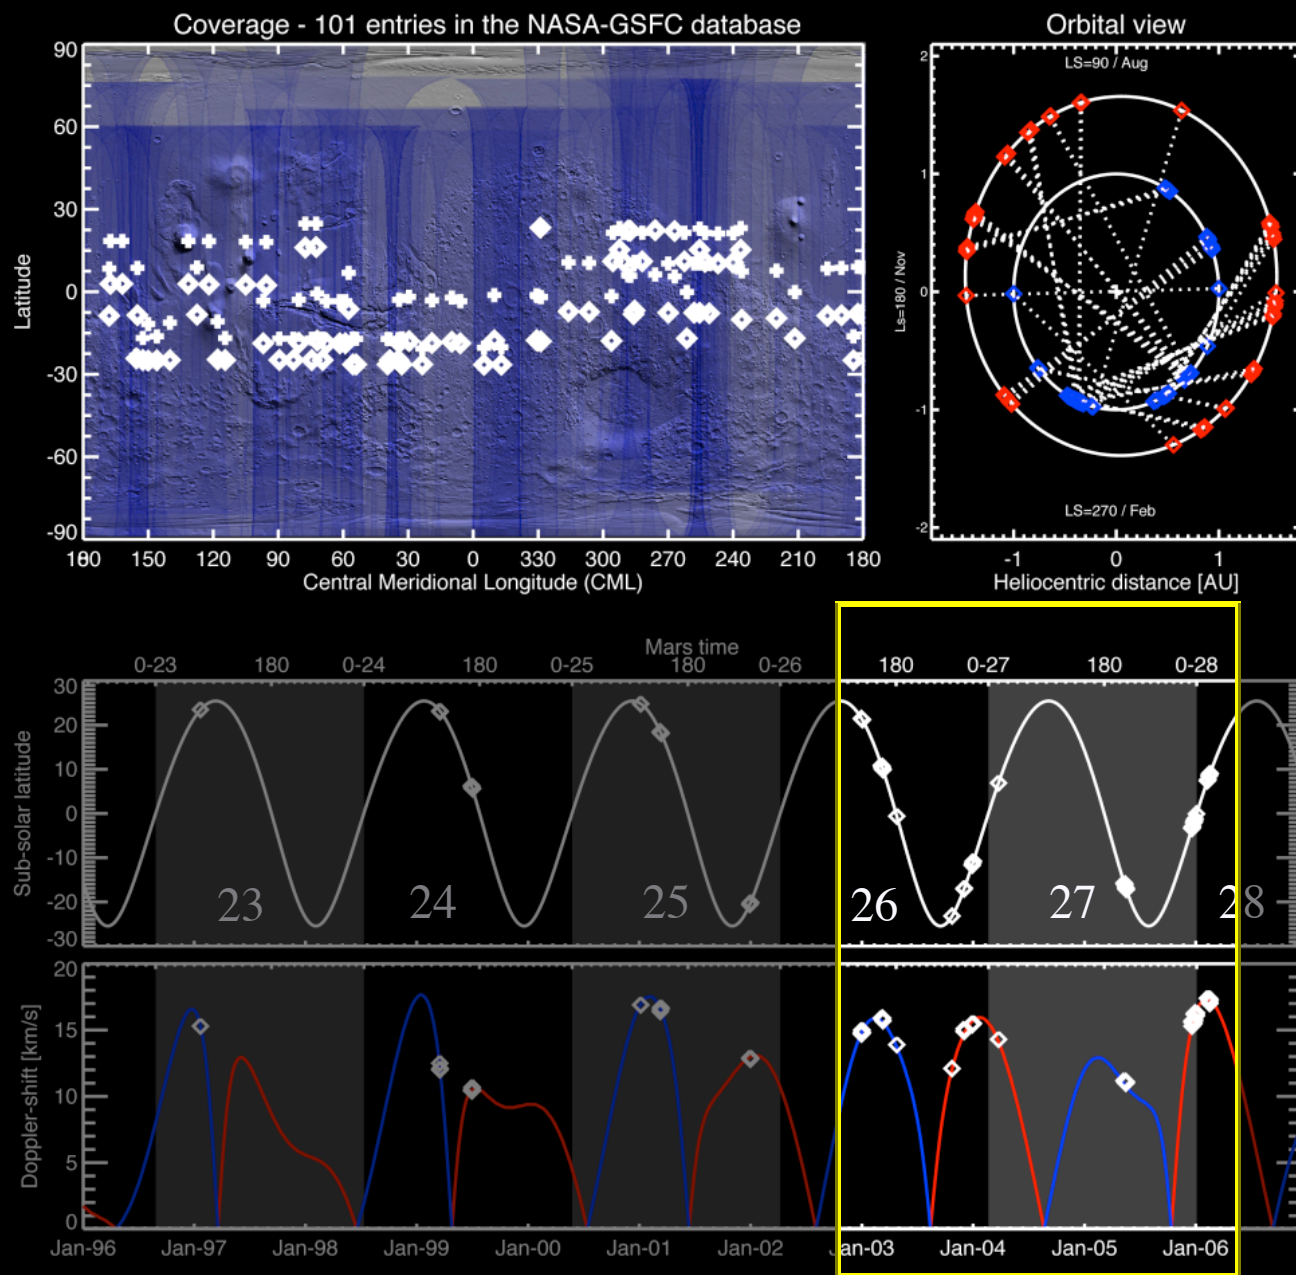 Coverage - 101 entries in the NASA-GSFC database
90
60
30
0
-30
-60
-90
Latitude
180 150 120 90 60 30 0 330 300 270 240 210 180
Central Meridional Longitude (CML)
Orbital view
LS=90 / Aug
2
1
0
-1
-2
Ls=180 / Nov
LS=270 / Feb
-1 0 1
Heliocentric distance [AU]
Mars time
0-23 180 0-24 180 0-25 180 0-26 180 0-27 180 0-28
30
20
10
0
-10
-20
-30
Sub-solar latitude
23 24 25 26 27 28
20
15
10
5
0
Doppler-shift [km/s]
Jan-96 Jan-97 Jan-98 Jan-99 Jan-00 Jan-01 Jan-02 Jan-03 Jan-04 Jan-05 Jan-06